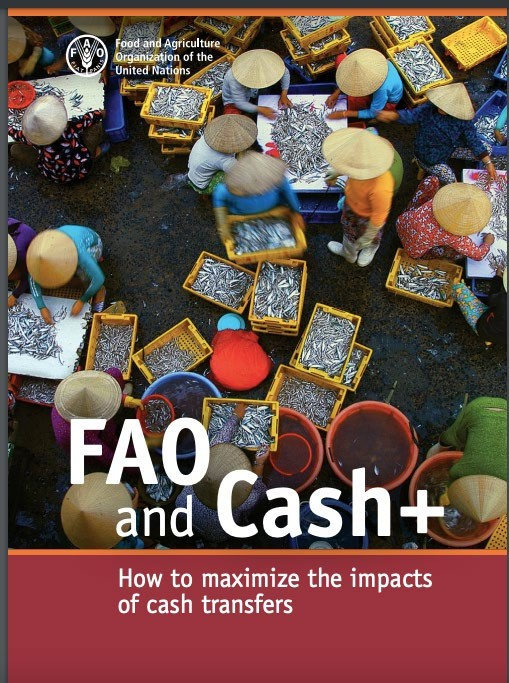 Food and Agriculture
Organization of the
United Nations
FAO
and Cash+
How to maximize the impacts
of cash transfers